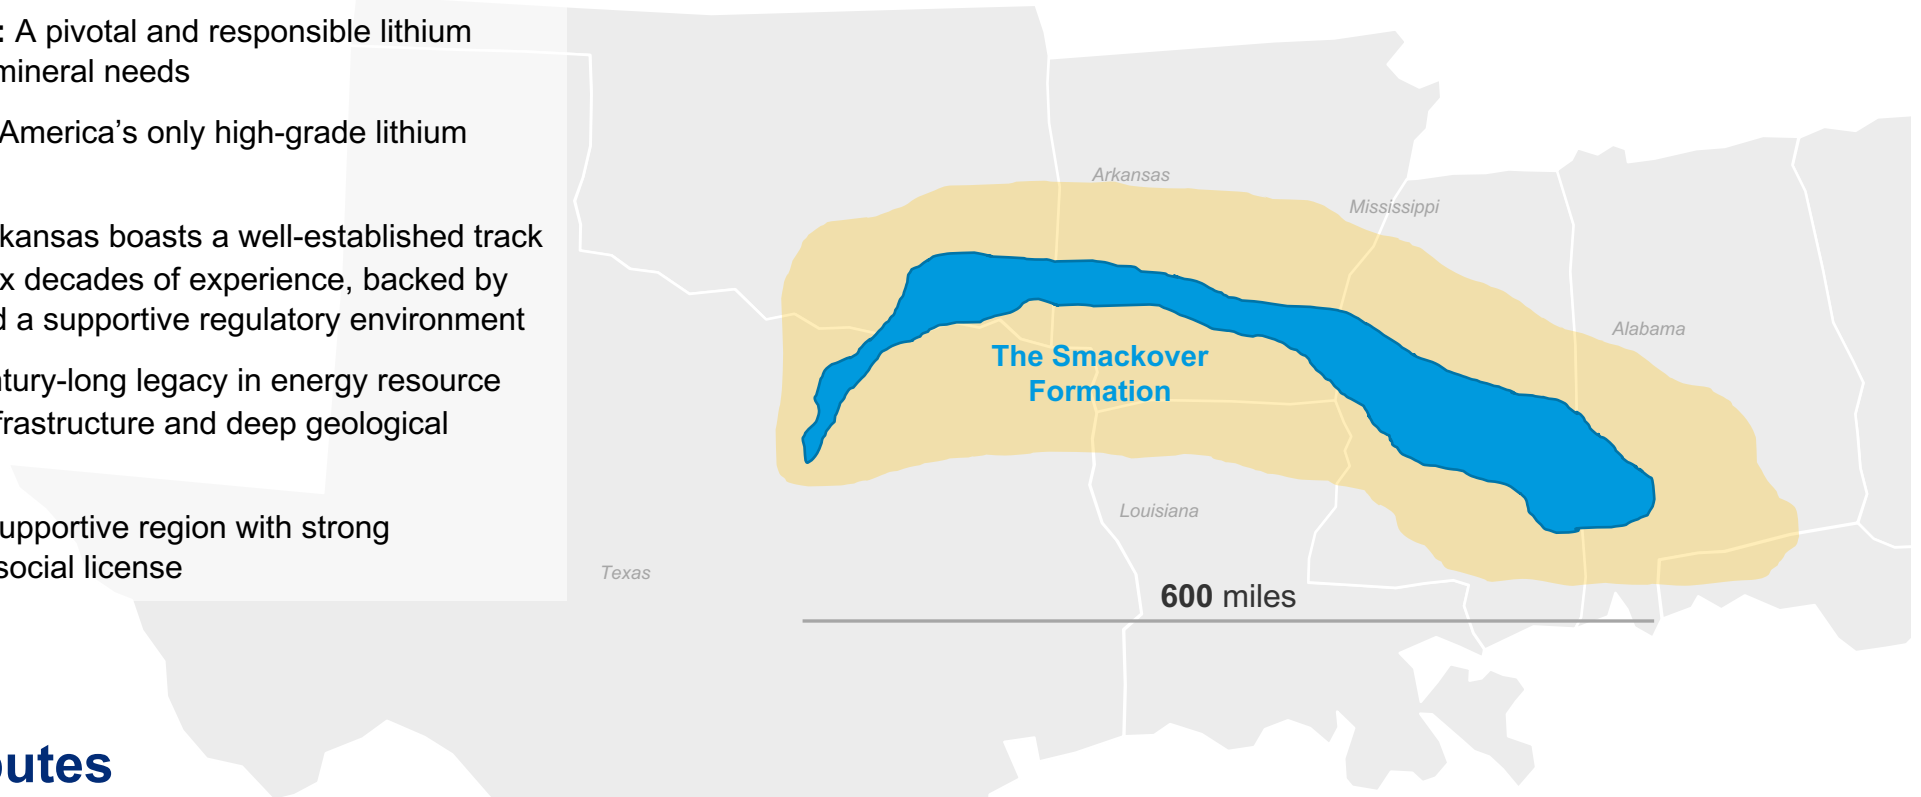 : A pivotal and responsible lithium
mineral needs
America's only high-grade lithium
kansas boasts a well-established track
x decades of experience, backed by
d a supportive regulatory environment
ntury-long legacy in energy resource
frastructure and deep geological
upportive region with strong
social license
Arkansas
Mississippi
Alabama
The Smackover
Formation
Louisiana
Texas
600 miles
outes